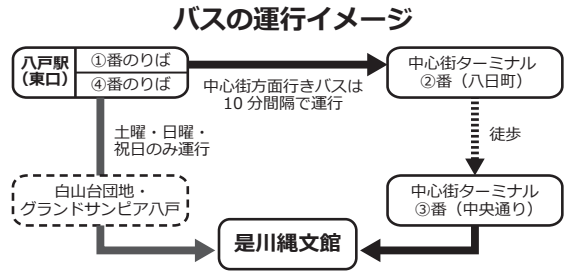 バスの運行イメージ
八戸駅
(東口)
①番のりば
④番のりば
中心街方面行きバスは
10分間隔で運行
中心街ターミナル
②番(八日町)
土曜・日曜・
祝日のみ運行
徒歩
白山台団地・
グランドサンピア八戸
中心街ターミナル
③番(中央通り)
是川縄文館